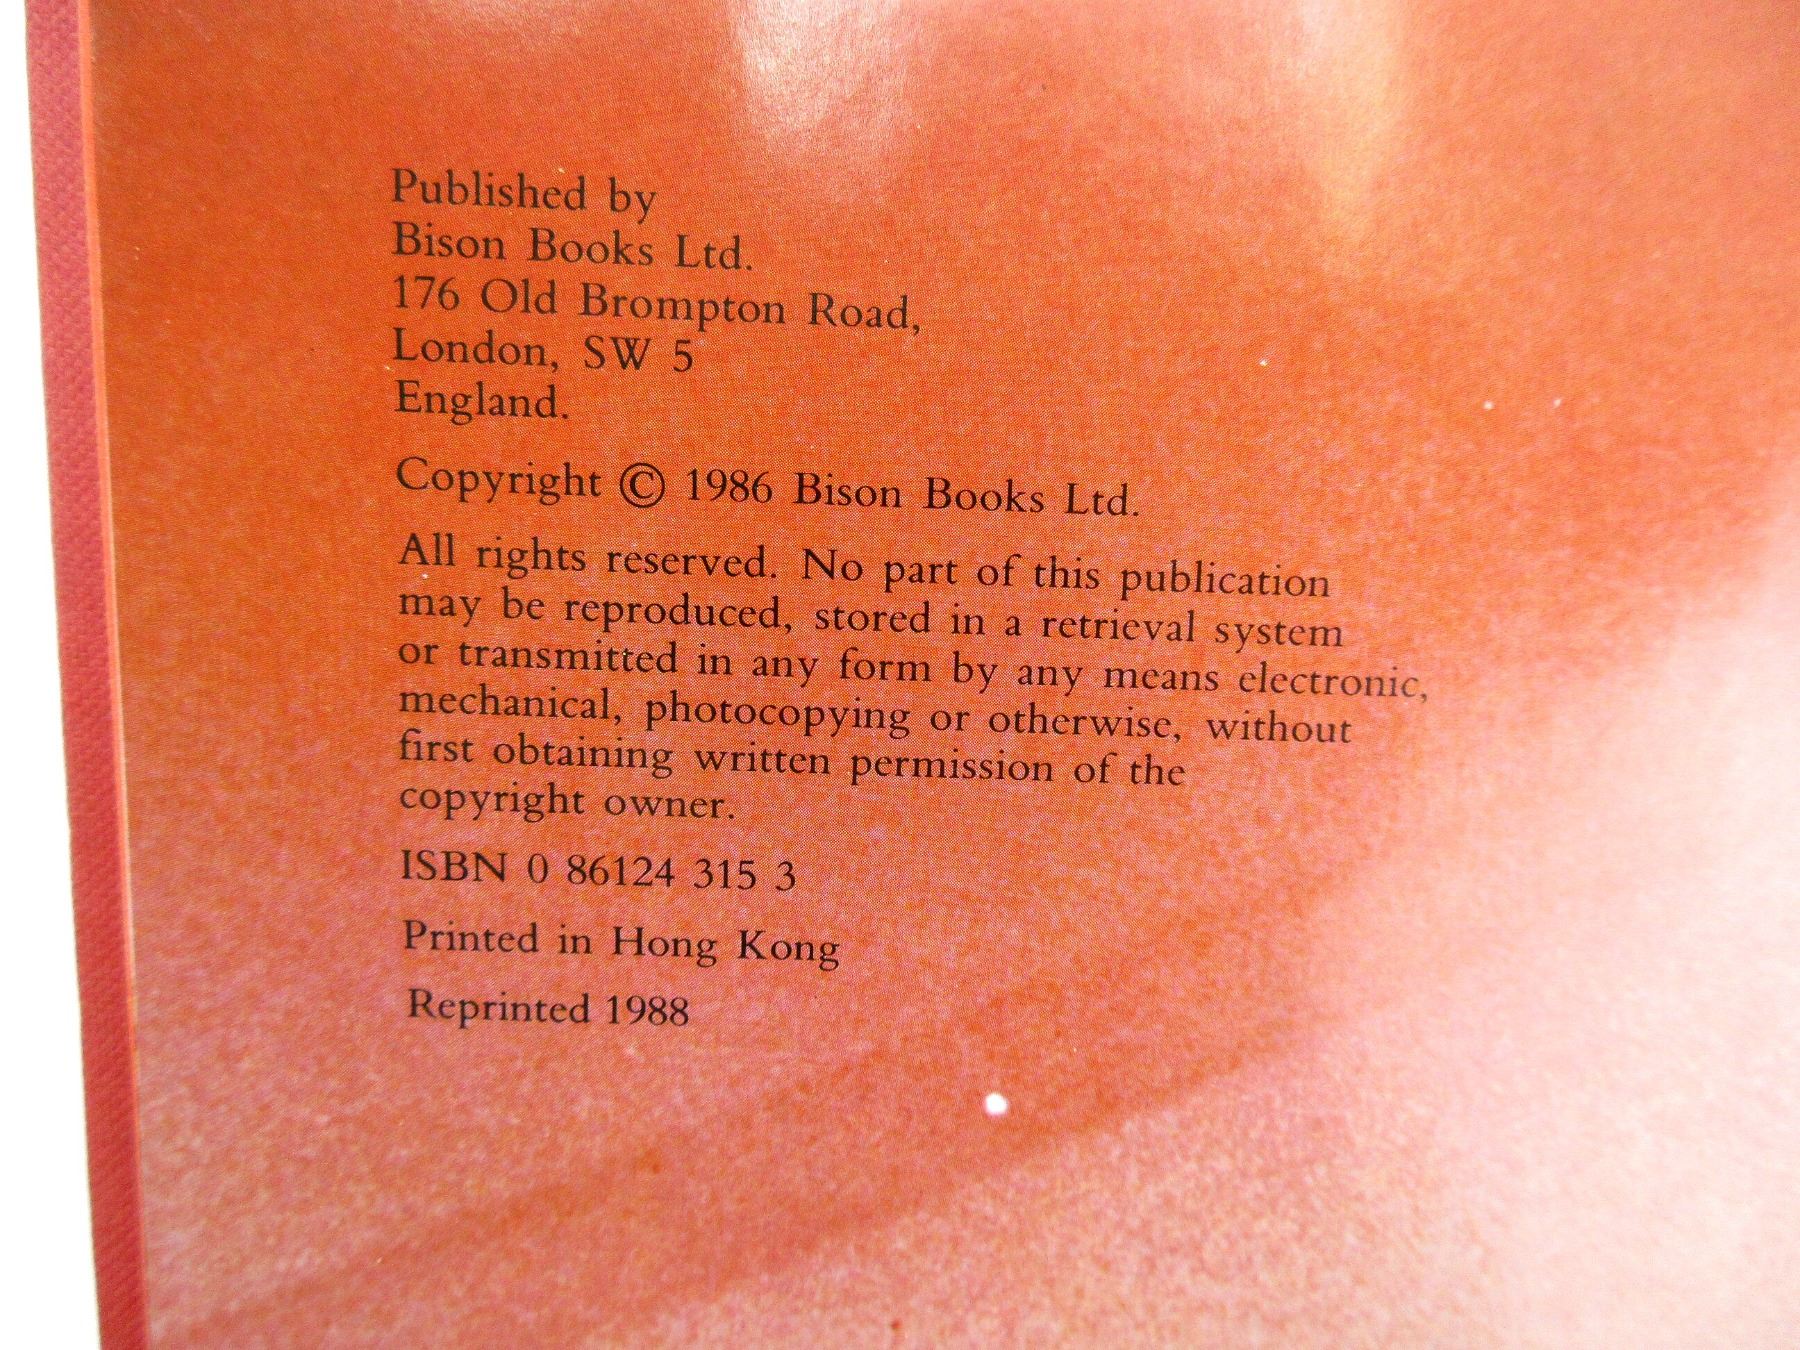 Published by
Bison Books Ltd.
176 Old Brompton Road,
London, SW 5
England.
Copyright © 1986 Bison Books Ltd.
All rights reserved. No part of this publication
may be reproduced, stored in a retrieval system
or transmitted in any form by any means electronic,
mechanical, photocopying or otherwise, without
first obtaining written permission of the
copyright owner.
ISBN 0 86124 315 3
Printed in Hong Kong
Reprinted 1988